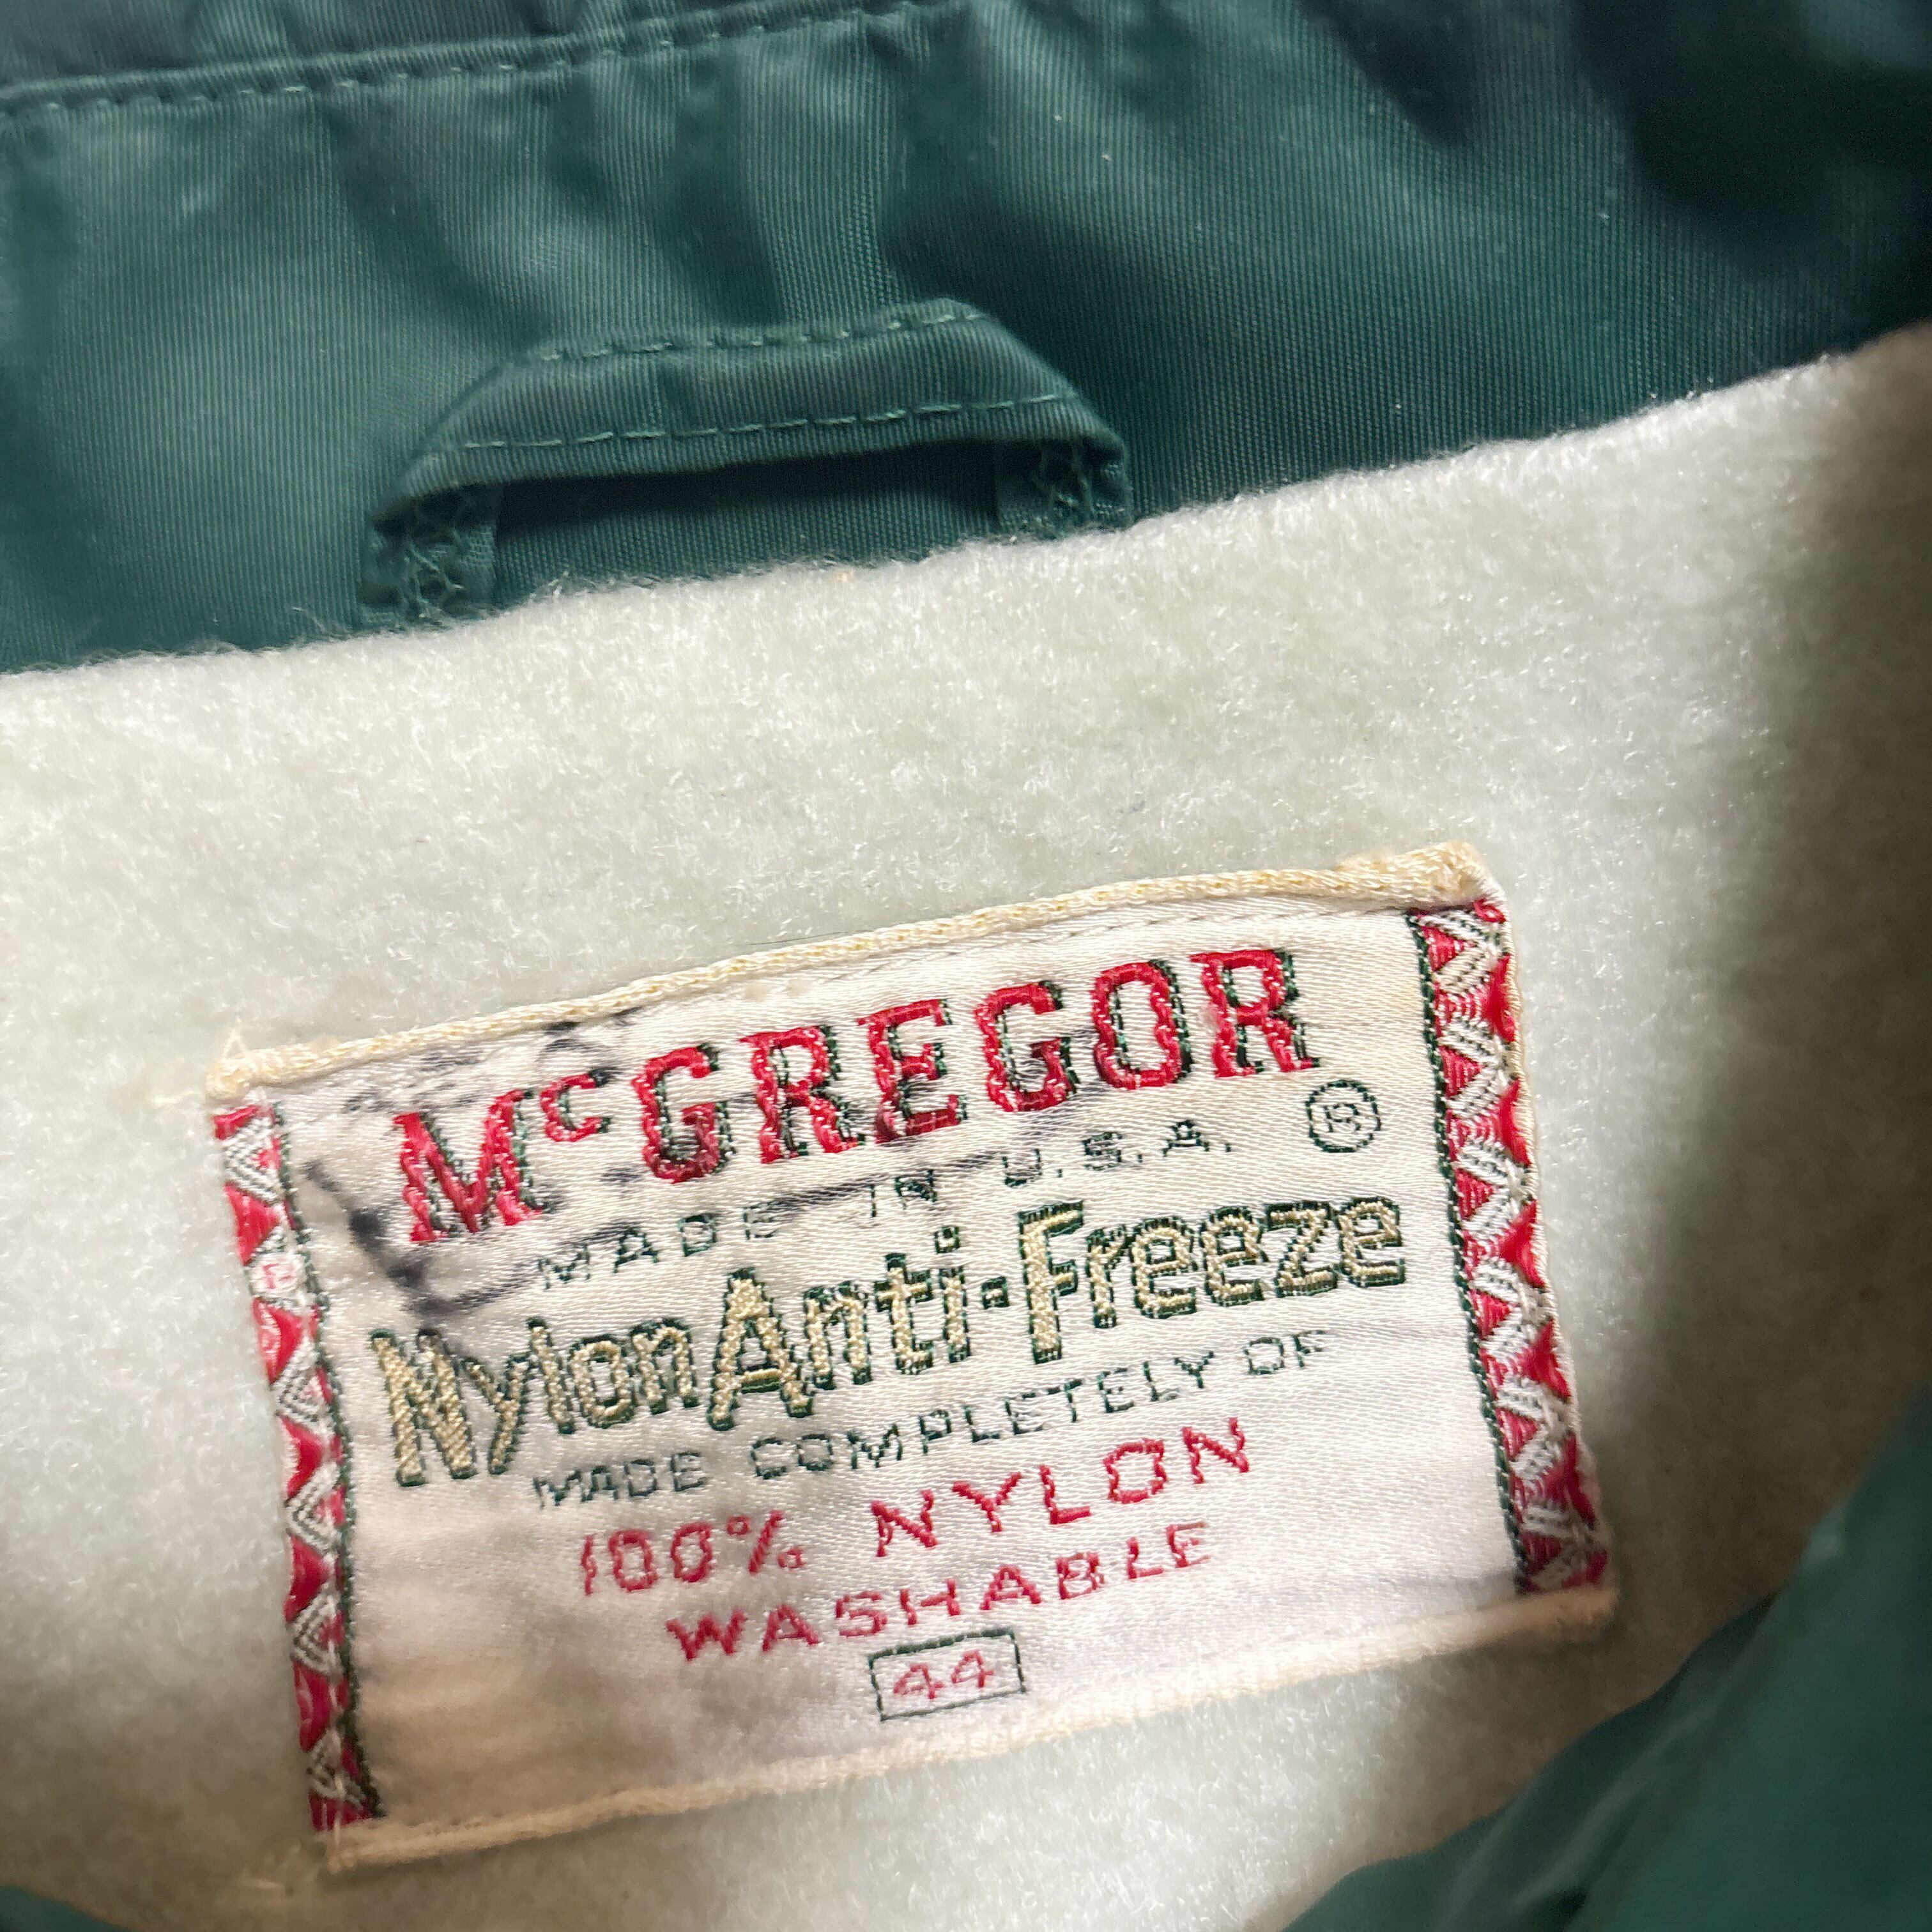 McGREGOR
MADE IN U.S.A. ®
Nylon Anti-Freeze
MADE COMPLETELY OF
100% NYLON
WASHABLE
44